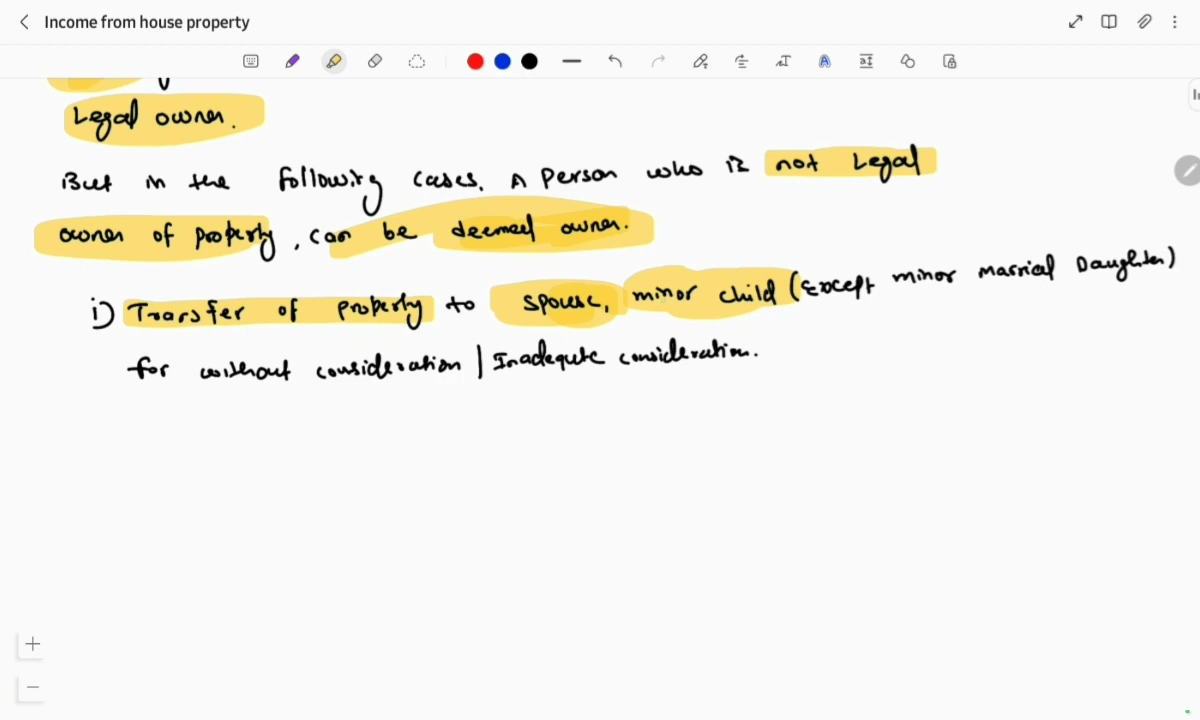 Income from house property
Legal owner.
But in the following cases. A person who is not Legal
owner of property, can be deemed owner.
i) Transfer of property to spouse, minor child (Except minor married Daughter)
for without consideration | Inadequte consideration.